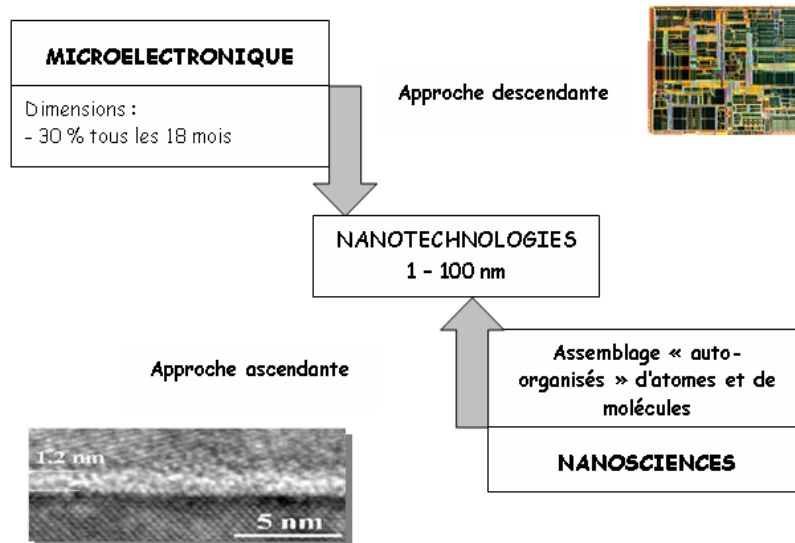 MICROELECTRONIQUE
Dimensions :
- 30 % tous les 18 mois
Approche descendante
NANOTECHNOLOGIES
1 - 100 nm
Approche ascendante
Assemblage « auto-
organisés » d'atomes et de
molécules
NANOSCIENCES
1.2 nm
5 nm